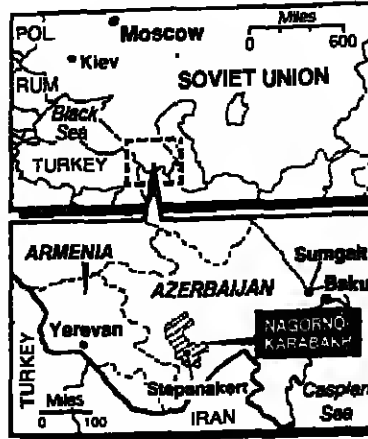 POL
Moscow
Miles
0 600
Kiev
RUM
SOVIET UNION
Black
Sea
TURKEY
ARMENIA
Sumgait
AZERBAIJAN
Baku
NAGORNO
KARABAKH
Yerevan
TURKEY
Stepanakert
Caspian
Sea
Miles
0 100
IRAN